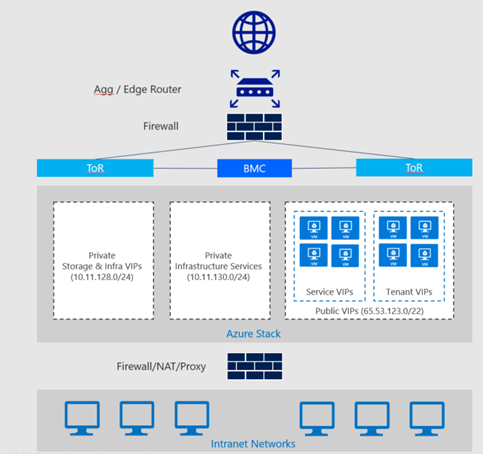 Agg / Edge Router
Firewall
ToR
BMC
ToR
Private
Storage & Infra VIPs
(10.11.128.0/24)
Private
Infrastructure Services
(10.11.130.0/24)
VM
VM
VM
VM
VM
VM
VM
VM
Service VIPs
Tenant VIPs
Public VIPs (65.53.123.0/22)
Azure Stack
Firewall/NAT/Proxy
Intranet Networks